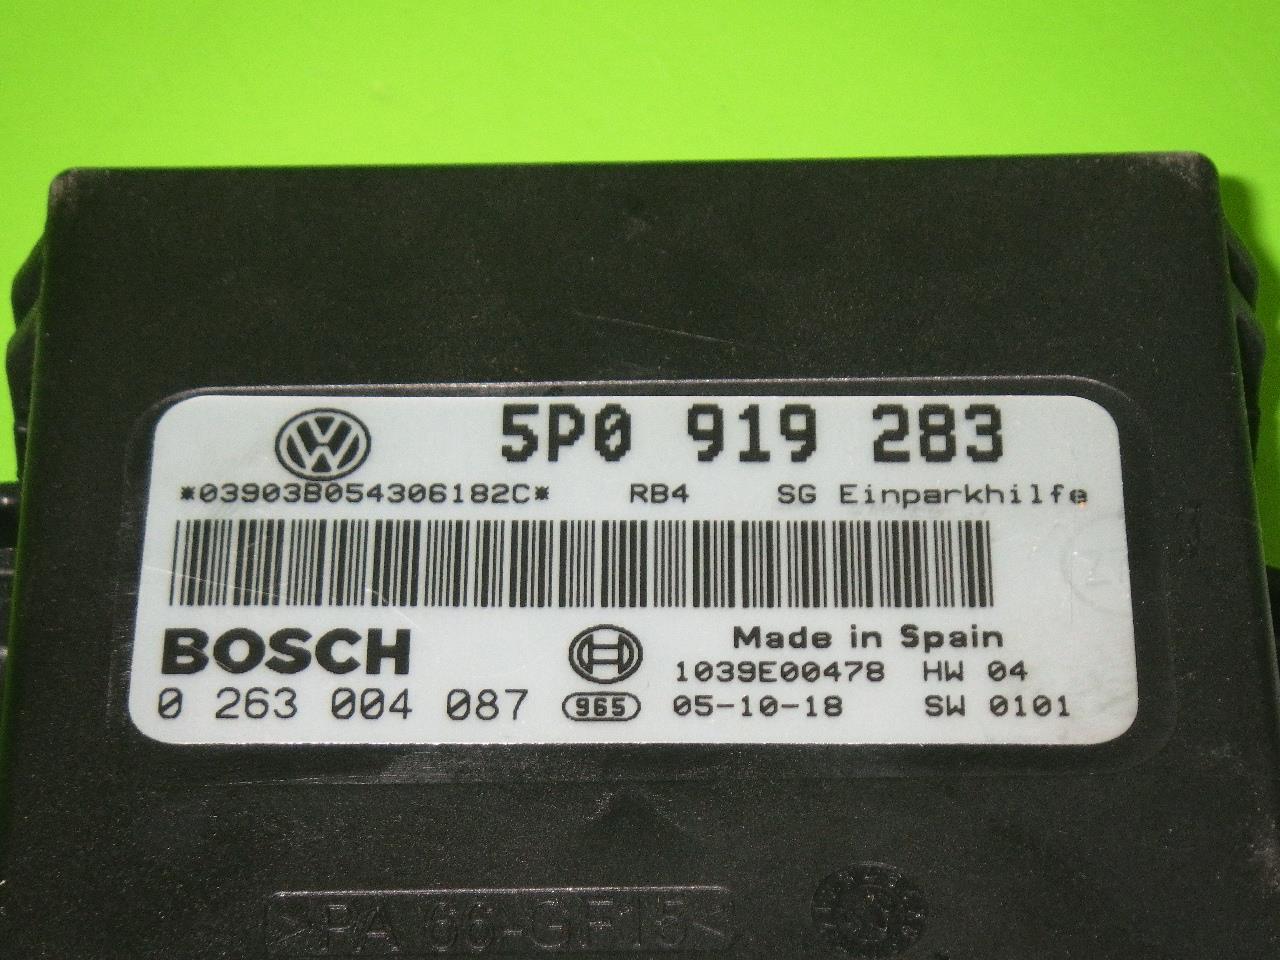 5P0 919 283
*03903B054306182C* RB4 SG Einparkhilfe
BOSCH
Made in Spain
1039E00478 HW 04
0 263 004 087 965 05-10-18 SW 0101
>PA 66-GF15<